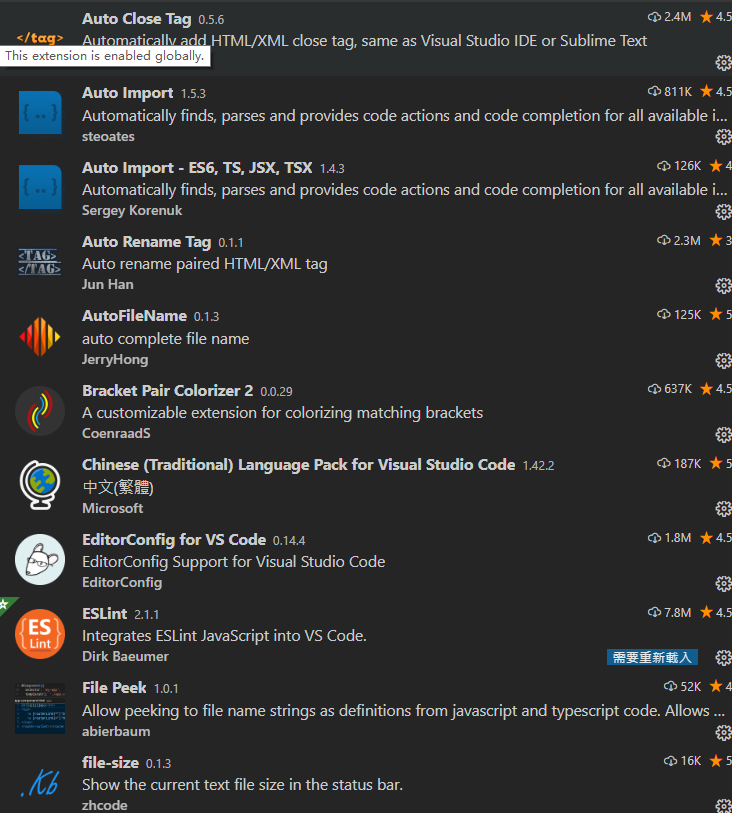 Auto Close Tag 0.5.6 2.4M 4.5
</tag> Automatically add HTML/XML close tag, same as Visual Studio IDE or Sublime Text
This extension is enabled globally.
Auto Import 1.5.3 811K 4.5
{..} Automatically finds, parses and provides code actions and code completion for all available i...
steoates
Auto Import - ES6, TS, JSX, TSX 1.4.3 126K 4
{..} Automatically finds, parses and provides code actions and code completion for all available i...
Sergey Korenuk
Auto Rename Tag 0.1.1 2.3M 3
<TAG>
</TAG> Auto rename paired HTML/XML tag
Jun Han
AutoFileName 0.1.3 125K 5
auto complete file name
JerryHong
Bracket Pair Colorizer 2 0.0.29 637K 4.5
A customizable extension for colorizing matching brackets
CoenraadS
Chinese (Traditional) Language Pack for Visual Studio Code 1.42.2 187K 5
中文(繁體)
Microsoft
EditorConfig for VS Code 0.14.4 1.8M 4.5
EditorConfig Support for Visual Studio Code
EditorConfig
ESLint 2.1.1 7.8M 4.5
{ES
Lint} Integrates ESLint JavaScript into VS Code.
Dirk Baeumer 需要重新載入
File Peek 1.0.1 52K 4
Allow peeking to file name strings as definitions from javascript and typescript code. Allows ...
abierbaum
file-size 0.1.3 16K 5
.Kb Show the current text file size in the status bar.
zhcode